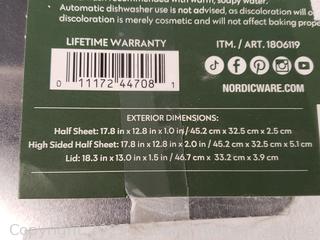 recommended with warm, soapy water.
• Automatic dishwasher use is not advised, as discoloration will
discoloration is merely cosmetic and will not affect baking prope
LIFETIME WARRANTY
ITM. / ART. 1806119
0 11172 44708 1
NORDICWARE.COM
EXTERIOR DIMENSIONS:
Half Sheet: 17.8 in x 12.8 in x 1.0 in / 45.2 cm x 32.5 cm x 2.5 cm
High Sided Half Sheet: 17.8 in x 12.8 in x 2.0 in / 45.2 cm x 32.5 cm x 5.1 cm
Lid: 18.3 in x 13.0 in x 1.5 in / 46.7 cm x 33.2 cm x 3.9 cm